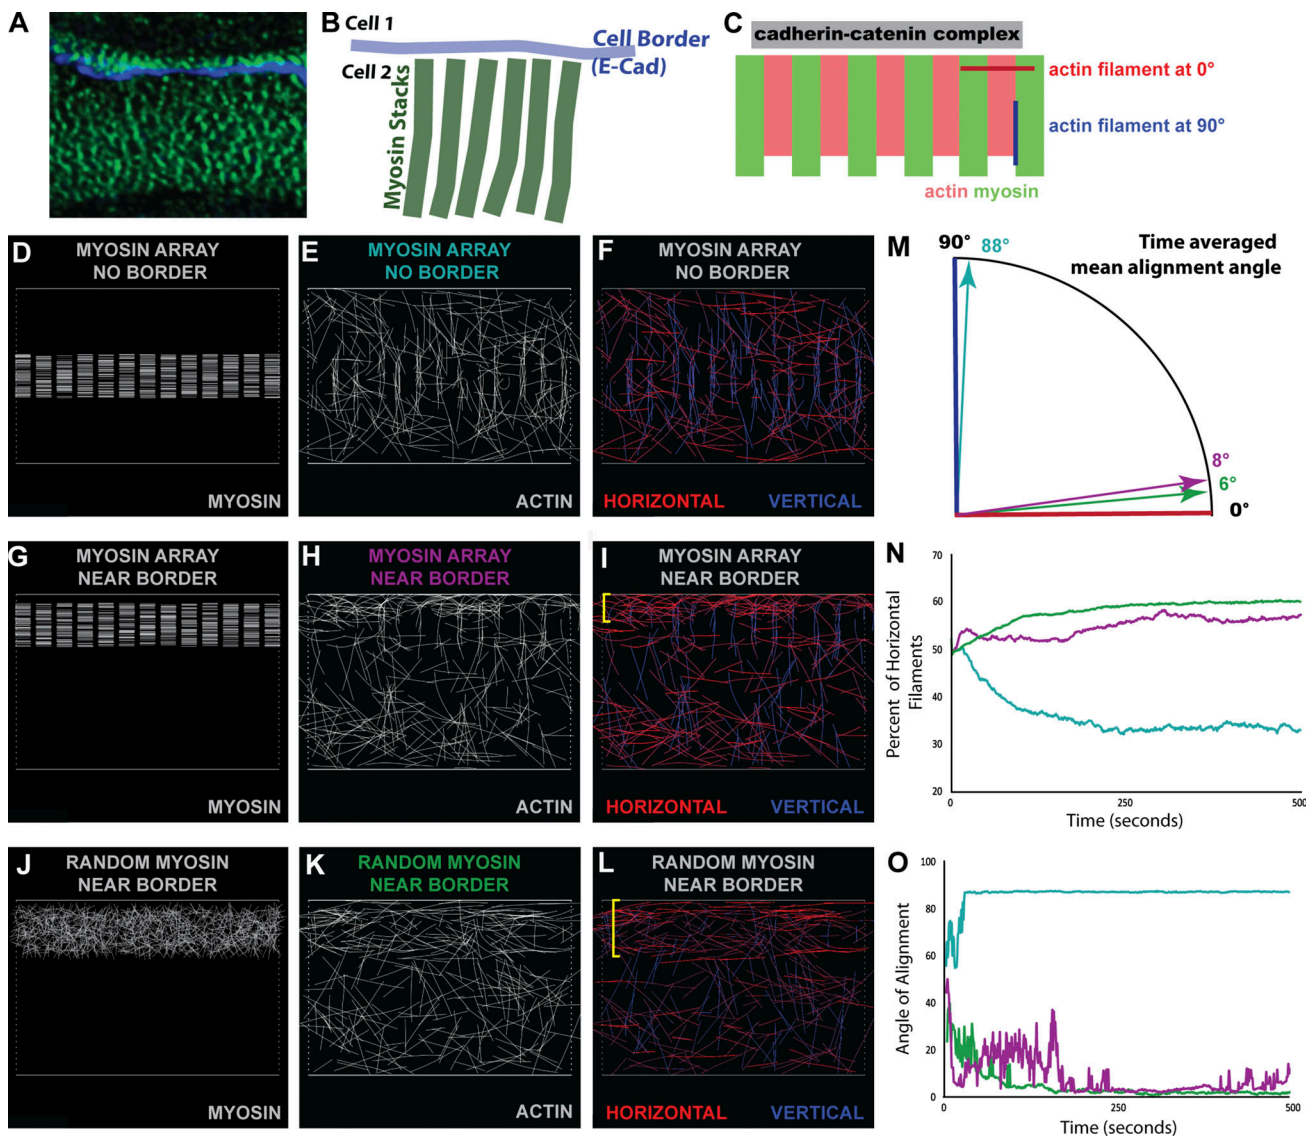 A
B
Cell 1
Cell 2
Cell Border
(E-Cad)
Myosin Stacks
C
cadherin-catenin complex
actin filament at 0°
actin filament at 90°
actin myosin
D
MYOSIN ARRAY
NO BORDER
MYOSIN
E
MYOSIN ARRAY
NO BORDER
ACTIN
F
MYOSIN ARRAY
NO BORDER
HORIZONTAL VERTICAL
M
90°
88°
Time averaged
mean alignment angle
8°
6°
0°
G
MYOSIN ARRAY
NEAR BORDER
MYOSIN
H
MYOSIN ARRAY
NEAR BORDER
ACTIN
I
MYOSIN ARRAY
NEAR BORDER
HORIZONTAL VERTICAL
N
Percent of Horizontal
Filaments
70
60
50
40
30
20
0 250 500
Time (seconds)
J
RANDOM MYOSIN
NEAR BORDER
MYOSIN
K
RANDOM MYOSIN
NEAR BORDER
ACTIN
L
RANDOM MYOSIN
NEAR BORDER
HORIZONTAL VERTICAL
O
Angle of Alignment
100
80
60
40
20
0
0 250 500
Time (seconds)